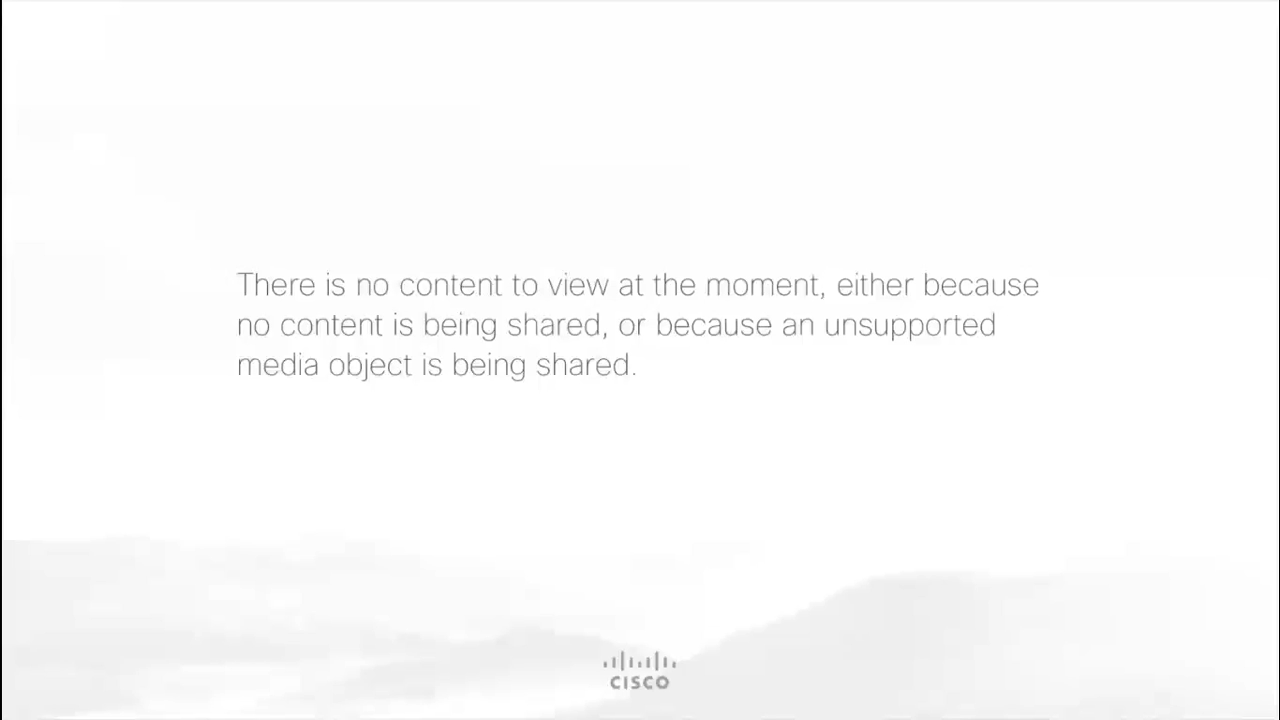 There is no content to view at the moment, either because
no content is being shared, or because an unsupported
media object is being shared.
CISCO